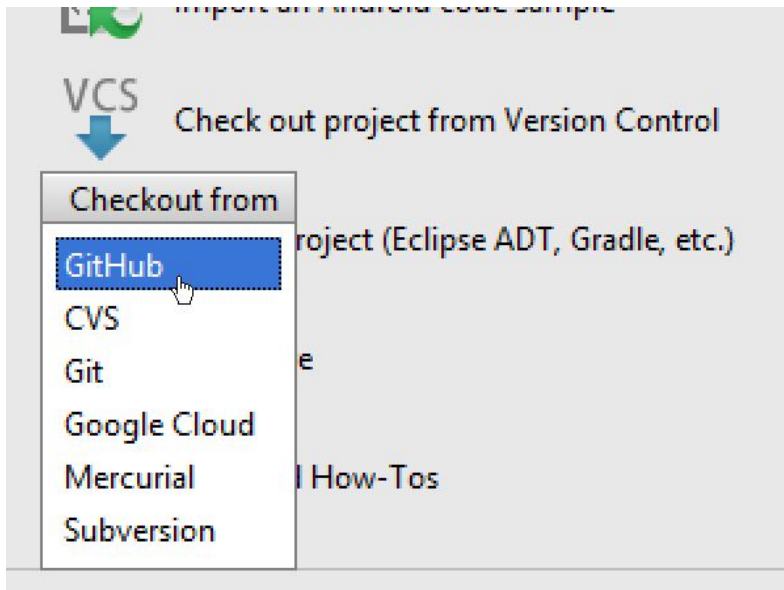 Import an Android code sample
VCS
Check out project from Version Control
Checkout from
roject (Eclipse ADT, Gradle, etc.)
GitHub
CVS
e
Git
Google Cloud
Mercurial
l How-Tos
Subversion